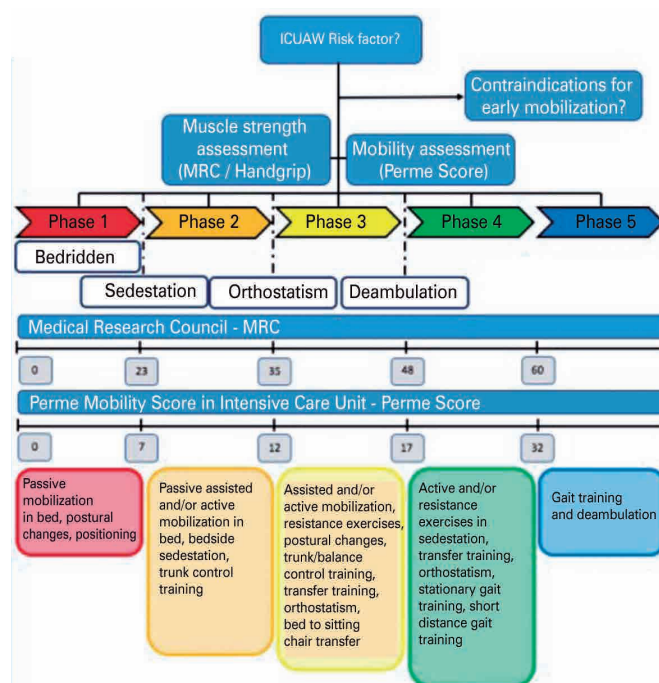 ICUAW Risk factor?
Contraindications for
early mobilization?
Muscle strength
assessment
(MRC / Handgrip)
Mobility assessment
(Perme Score)
Phase 1
Phase 2
Phase 3
Phase 4
Phase 5
Bedridden
Sedestation
Orthostatism
Deambulation
Medical Research Council - MRC
0
23
35
48
60
Perme Mobility Score in Intensive Care Unit - Perme Score
0
7
12
17
32
Passive
mobilization
in bed, postural
changes, positioning
Passive assisted
and/or active
mobilization in
bed, bedside
sedestation,
trunk control
training
Assisted and/or
active mobilization,
resistance exercises,
postural changes,
trunk/balance
control training,
transfer training,
orthostatism,
bed to sitting
chair transfer
Active and/or
resistance
exercises in
sedestation,
transfer training,
orthostatism,
stationary gait
training, short
distance gait
training
Gait training
and deambulation